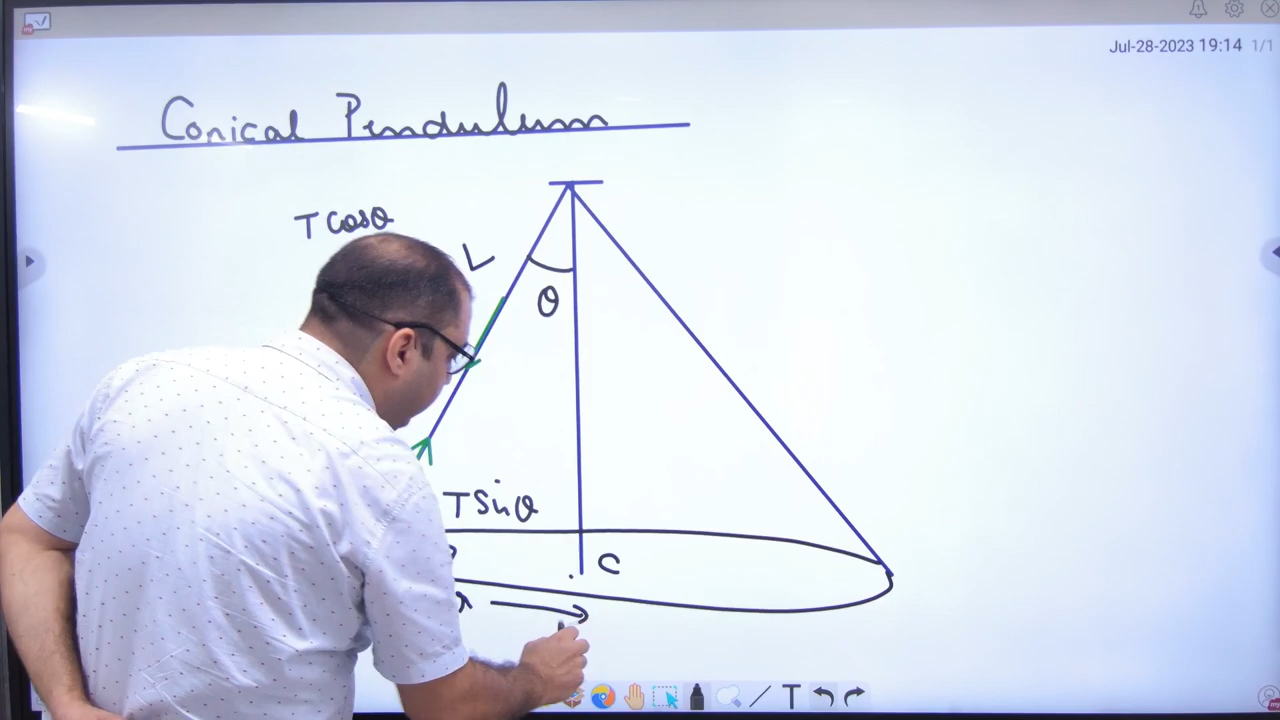 Jul-28-2023 19:14 1/1
Conical Pendulum
T Cosθ
L
θ
T Sinθ
C
r
T